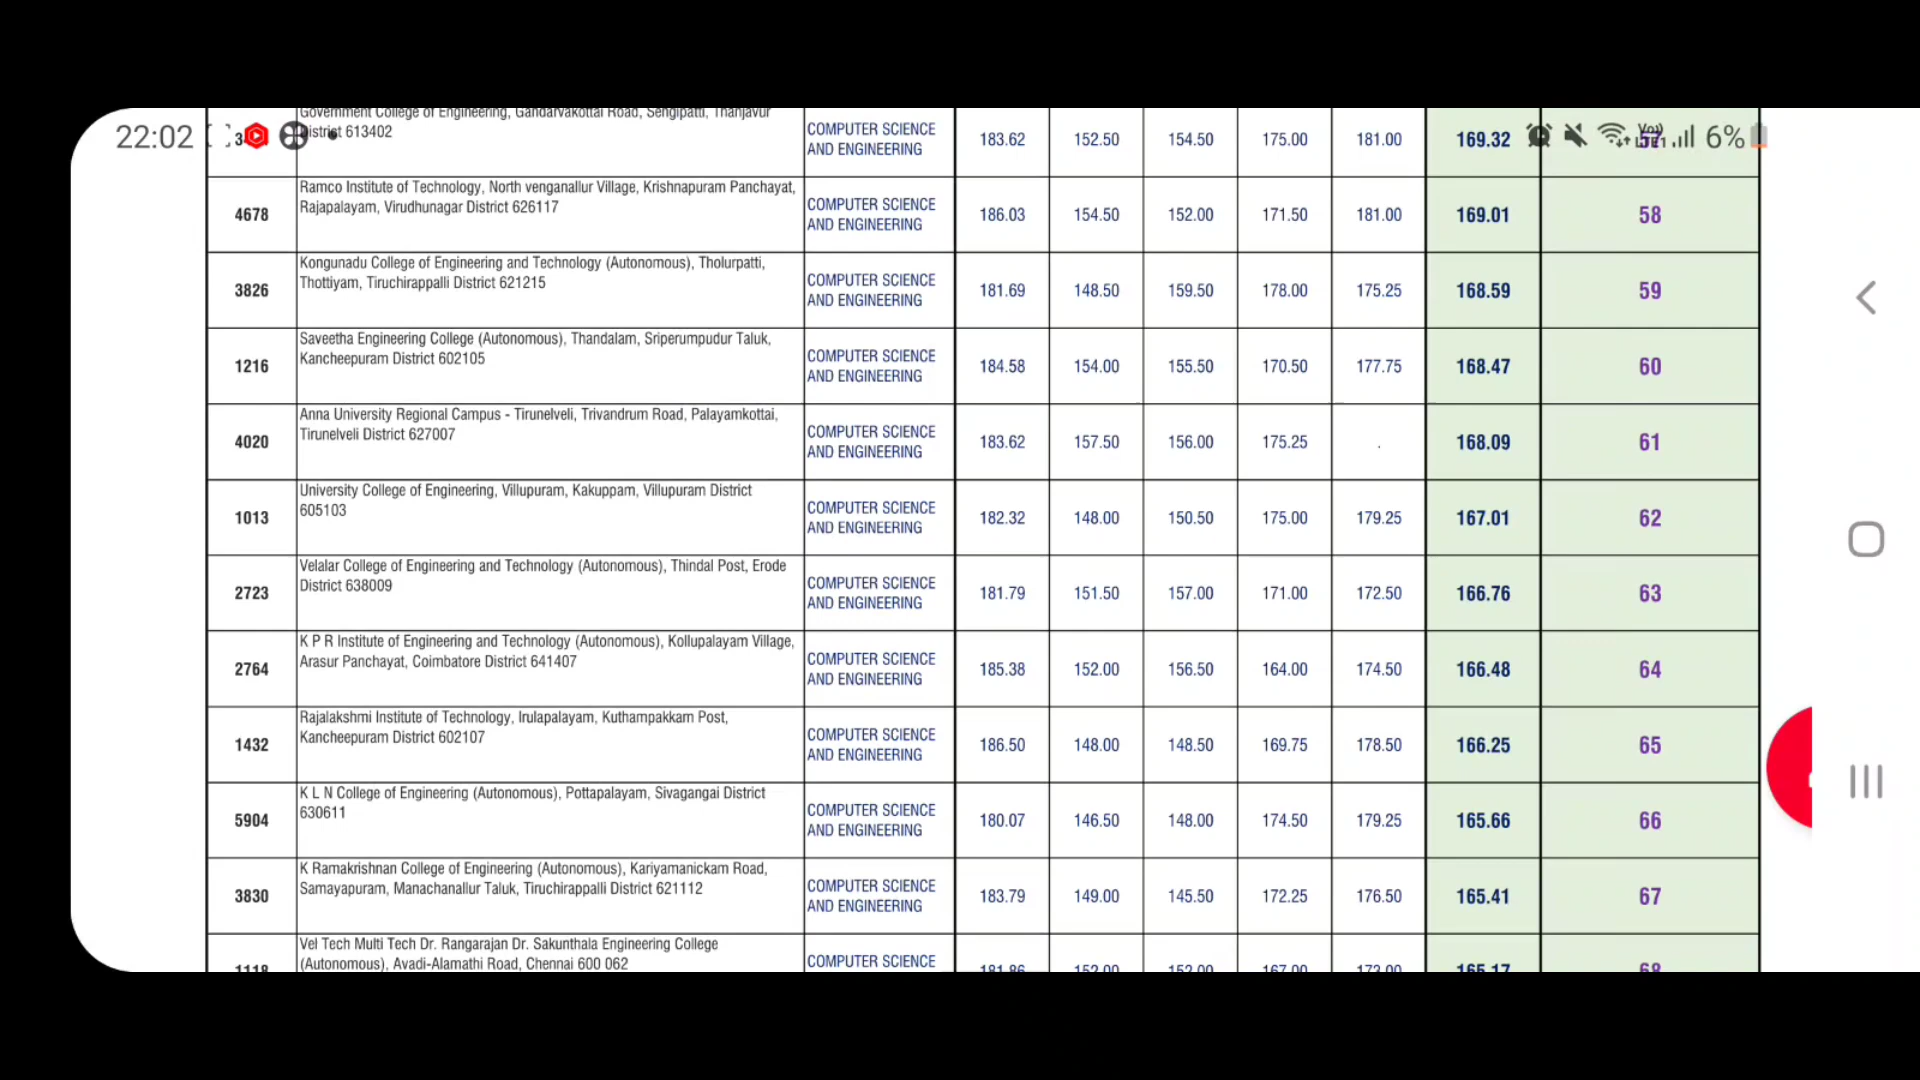 Government College of Engineering, Gandarvakottai Road, Sengipatti, Thanjavur
22:02
District 613402
COMPUTER SCIENCE
AND ENGINEERING
183.62
152.50
154.50
175.00
181.00
169.32
57
6%
4678
Ramco Institute of Technology, North venganallur Village, Krishnapuram Panchayat,
Rajapalayam, Virudhunagar District 626117
COMPUTER SCIENCE
AND ENGINEERING
186.03
154.50
152.00
171.50
181.00
169.01
58
3826
Kongunadu College of Engineering and Technology (Autonomous), Tholurpatti,
Thottiyam, Tiruchirappalli District 621215
COMPUTER SCIENCE
AND ENGINEERING
181.69
148.50
159.50
178.00
175.25
168.59
59
1216
Saveetha Engineering College (Autonomous), Thandalam, Sriperumpudur Taluk,
Kancheepuram District 602105
COMPUTER SCIENCE
AND ENGINEERING
184.58
154.00
155.50
170.50
177.75
168.47
60
4020
Anna University Regional Campus - Tirunelveli, Trivandrum Road, Palayamkottai,
Tirunelveli District 627007
COMPUTER SCIENCE
AND ENGINEERING
183.62
157.50
156.00
175.25
.
168.09
61
1013
University College of Engineering, Villupuram, Kakuppam, Villupuram District
605103
COMPUTER SCIENCE
AND ENGINEERING
182.32
148.00
150.50
175.00
179.25
167.01
62
2723
Velalar College of Engineering and Technology (Autonomous), Thindal Post, Erode
District 638009
COMPUTER SCIENCE
AND ENGINEERING
181.79
151.50
157.00
171.00
172.50
166.76
63
2764
K P R Institute of Engineering and Technology (Autonomous), Kollupalayam Village,
Arasur Panchayat, Coimbatore District 641407
COMPUTER SCIENCE
AND ENGINEERING
185.38
152.00
156.50
164.00
174.50
166.48
64
1432
Rajalakshmi Institute of Technology, Irulapalayam, Kuthampakkam Post,
Kancheepuram District 602107
COMPUTER SCIENCE
AND ENGINEERING
186.50
148.00
148.50
169.75
178.50
166.25
65
5904
K L N College of Engineering (Autonomous), Pottapalayam, Sivagangai District
630611
COMPUTER SCIENCE
AND ENGINEERING
180.07
146.50
148.00
174.50
179.25
165.66
66
3830
K Ramakrishnan College of Engineering (Autonomous), Kariyamanickam Road,
Samayapuram, Manachanallur Taluk, Tiruchirappalli District 621112
COMPUTER SCIENCE
AND ENGINEERING
183.79
149.00
145.50
172.25
176.50
165.41
67
1118
Vel Tech Multi Tech Dr. Rangarajan Dr. Sakunthala Engineering College
(Autonomous), Avadi-Alamathi Road, Chennai 600 062
COMPUTER SCIENCE
181.86
152.00
152.00
167.00
173.00
165.17
68